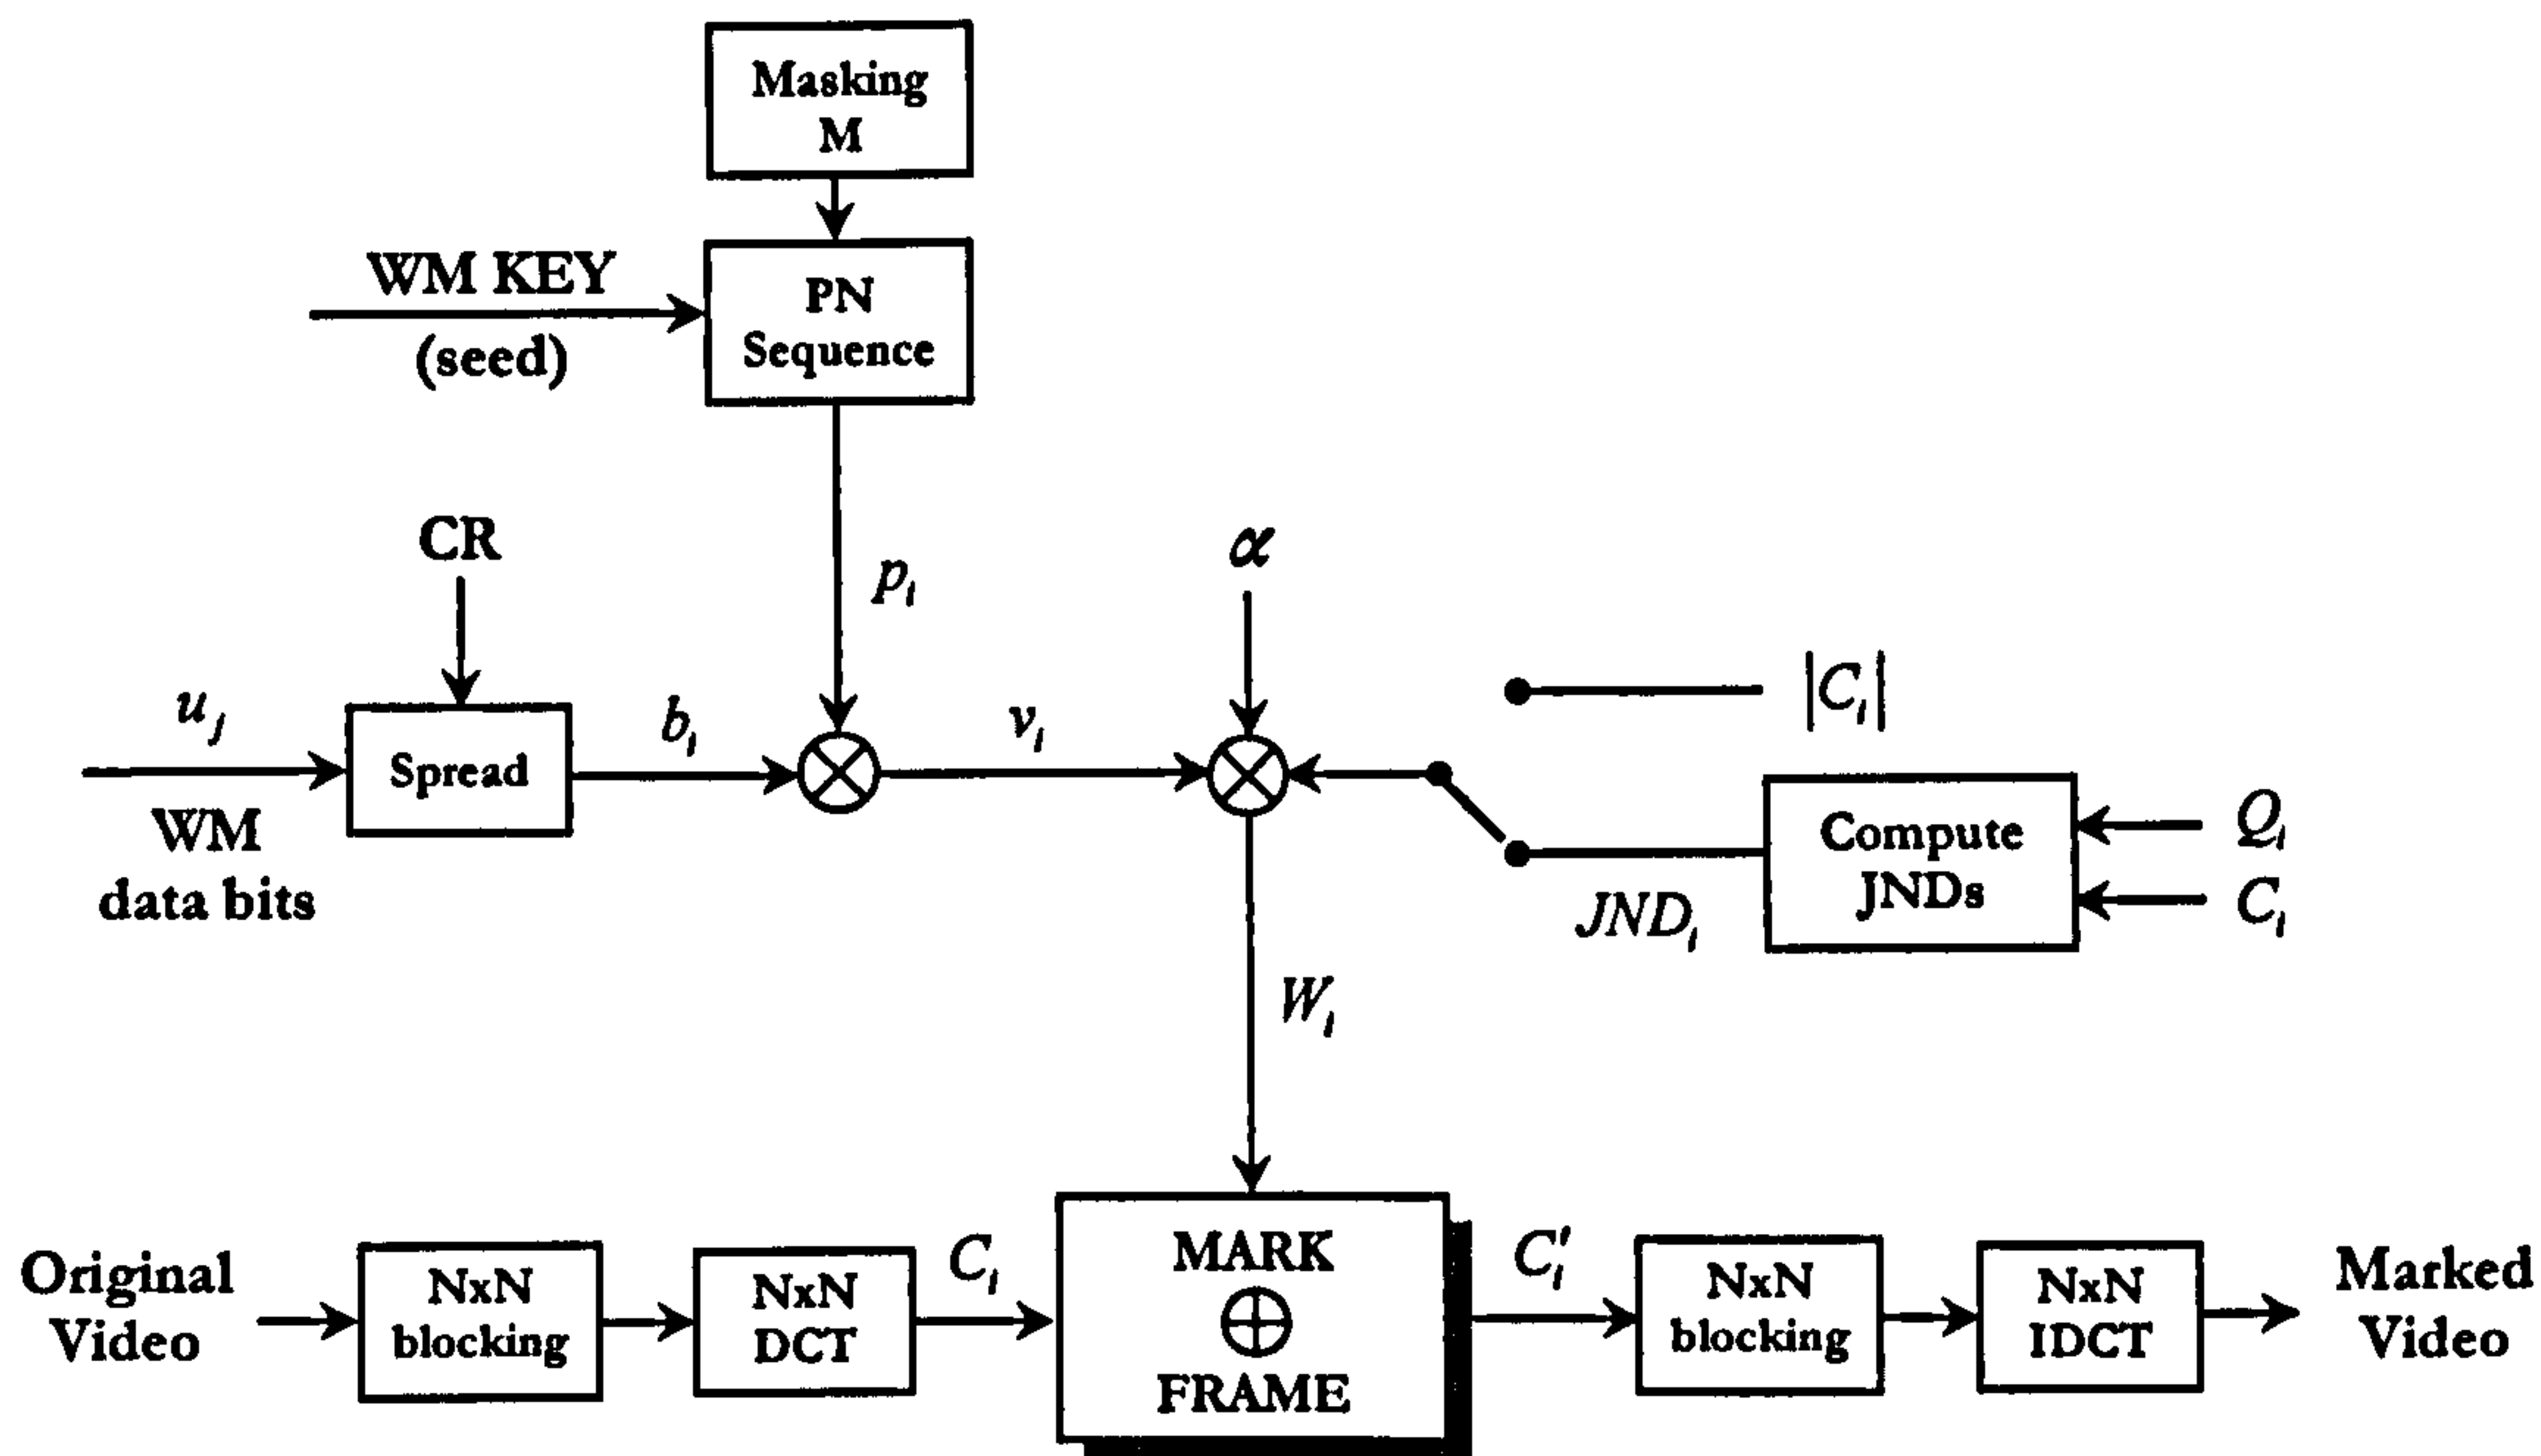 Masking
M
WM KEY
(seed)
PN
Sequence
CR
p_i
α
u_j
Spread
b_i
v_i
|C_i|
WM
data bits
Compute
JNDs
Q_i
C_i
JND_i
W_i
Original
Video
NxN
blocking
NxN
DCT
C_i
MARK
FRAME
C'_i
NxN
blocking
NxN
IDCT
Marked
Video